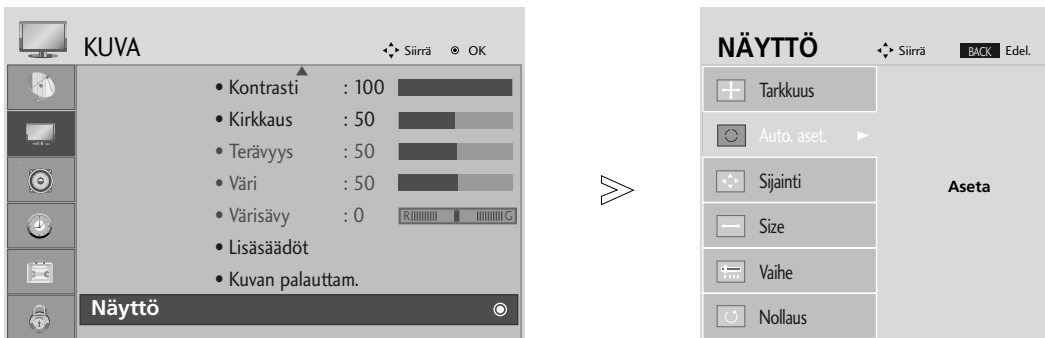 KUVA Siirrä OK
• Kontrasti : 100
• Kirkkaus : 50
• Terävyys : 50
• Väri : 50
• Värisävy : 0 R G
• Lisäsäädöt
• Kuvan palauttam.
Näyttö
NÄYTTÖ Siirrä BACK Edel.
Tarkkuus
Auto. aset.
Sijainti
Aseta
Size
Vaihe
Nollaus